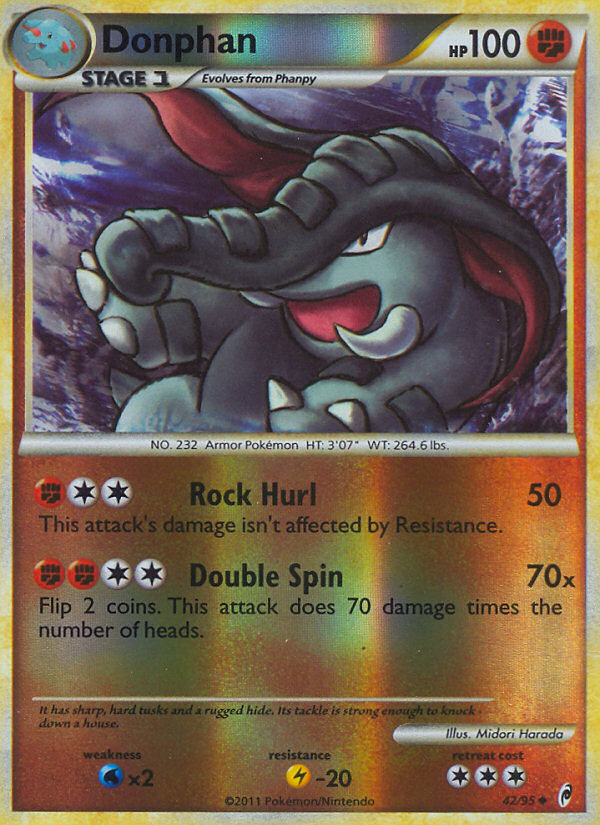 Donphan HP100
STAGE 1 Evolves from Phanpy
NO. 232 Armor Pokémon HT: 3'07" WT: 264.6 lbs.
Rock Hurl 50
This attack's damage isn't affected by Resistance.
Double Spin 70x
Flip 2 coins. This attack does 70 damage times the
number of heads.
It has sharp, hard tusks and a rugged hide. Its tackle is strong enough to knock
down a house.
Illus. Midori Harada
weakness resistance retreat cost
x2 -20
©2011 Pokémon/Nintendo 42/95